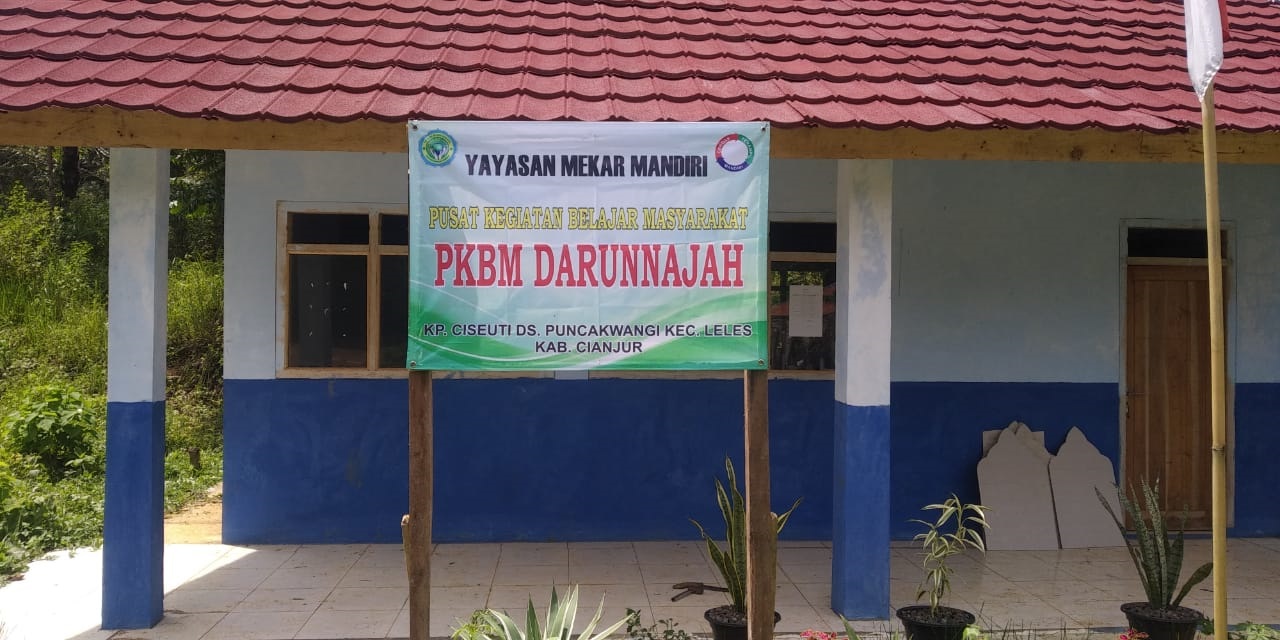 YAYASAN MEKAR MANDIRI
PUSAT KEGIATAN BELAJAR MASYARAKAT
PKBM DARUNNAJAH
KP. CISEUTI DS. PUNCAKWANGI KEC. LELES
KAB. CIANJUR